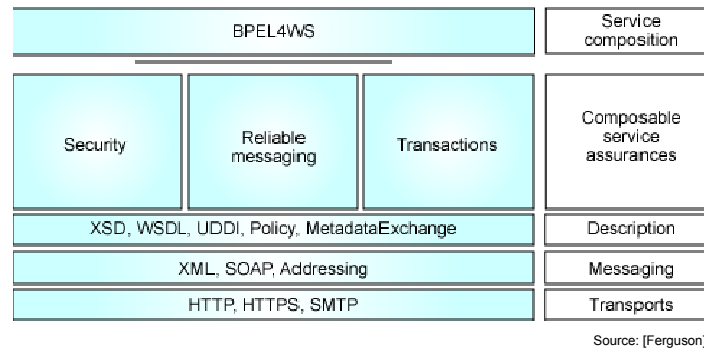 BPEL4WS
Service
composition
Security
Reliable
messaging
Transactions
Composable
service
assurances
XSD, WSDL, UDDI, Policy, MetadataExchange
Description
XML, SOAP, Addressing
Messaging
HTTP, HTTPS, SMTP
Transports
Source: [Ferguson]